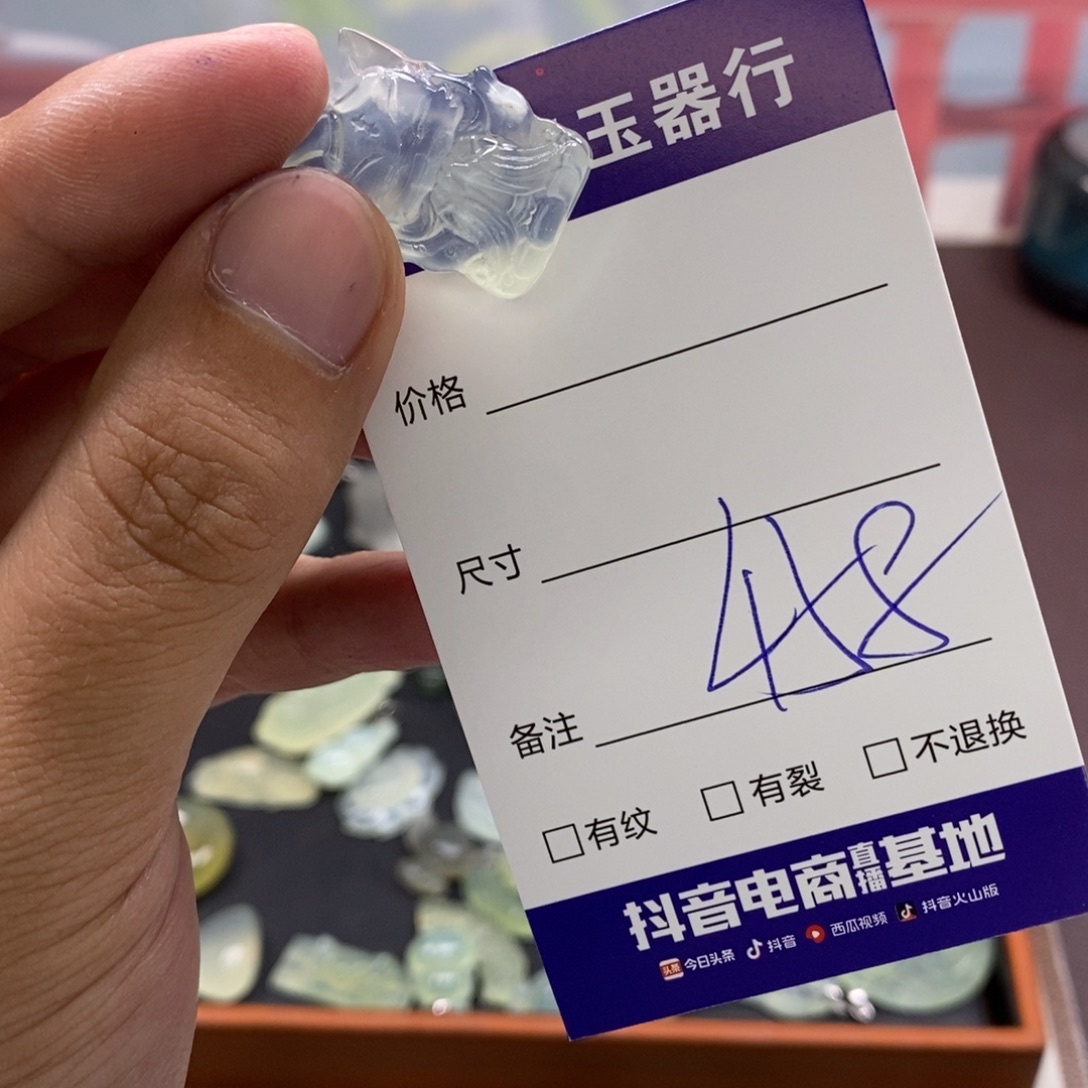 玉器行
价格
尺寸
备注
□有纹 □有裂 □不退换
抖音电商直播基地
头条 今日头条 抖音 西瓜视频 抖音火山版